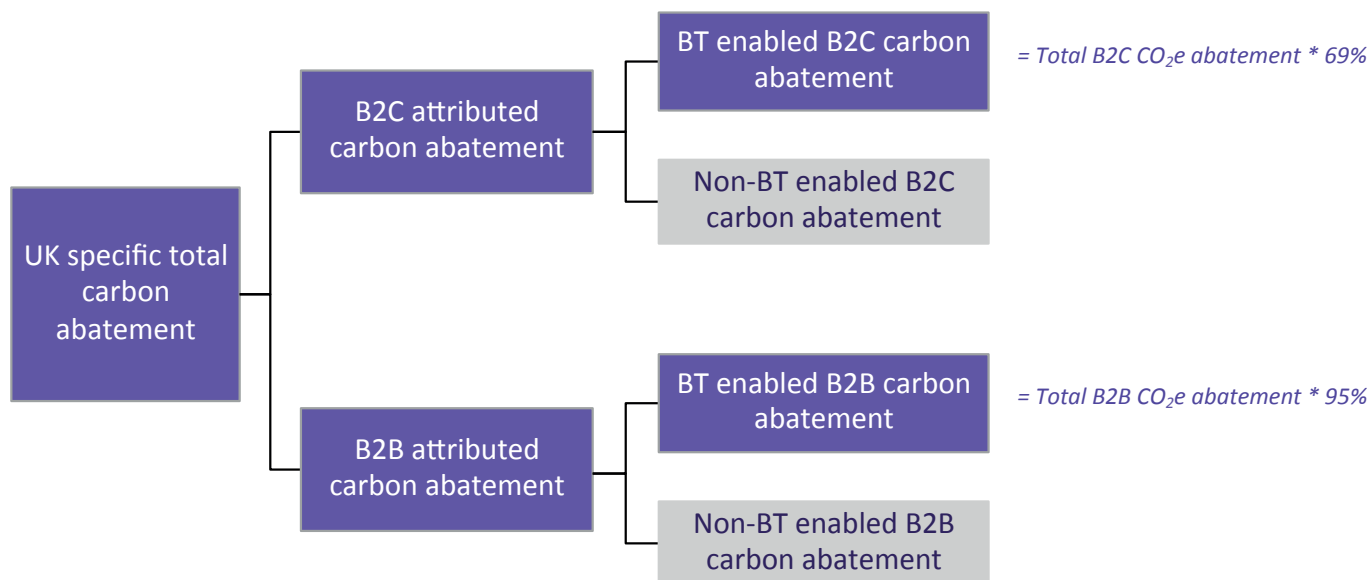 UK specific total
carbon
abatement
B2C attributed
carbon abatement
BT enabled B2C carbon
abatement
= Total B2C CO₂e abatement * 69%
Non-BT enabled B2C
carbon abatement
B2B attributed
carbon abatement
BT enabled B2B carbon
abatement
= Total B2B CO₂e abatement * 95%
Non-BT enabled B2B
carbon abatement